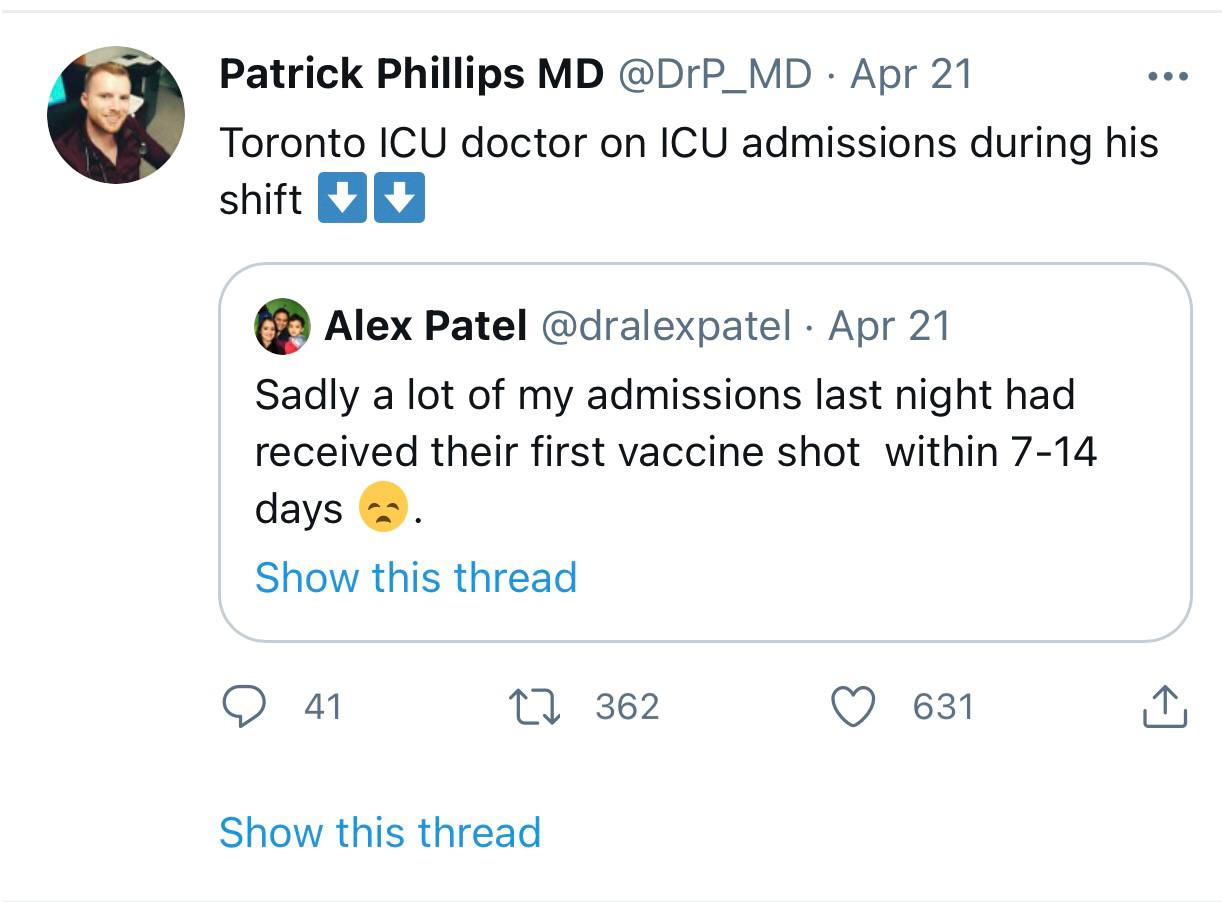 Patrick Phillips MD @DrP_MD · Apr 21
Toronto ICU doctor on ICU admissions during his
shift ⬇️⬇️
Alex Patel @dralexpatel · Apr 21
Sadly a lot of my admissions last night had
received their first vaccine shot  within 7-14
days 😞.
Show this thread
41 362 631
Show this thread